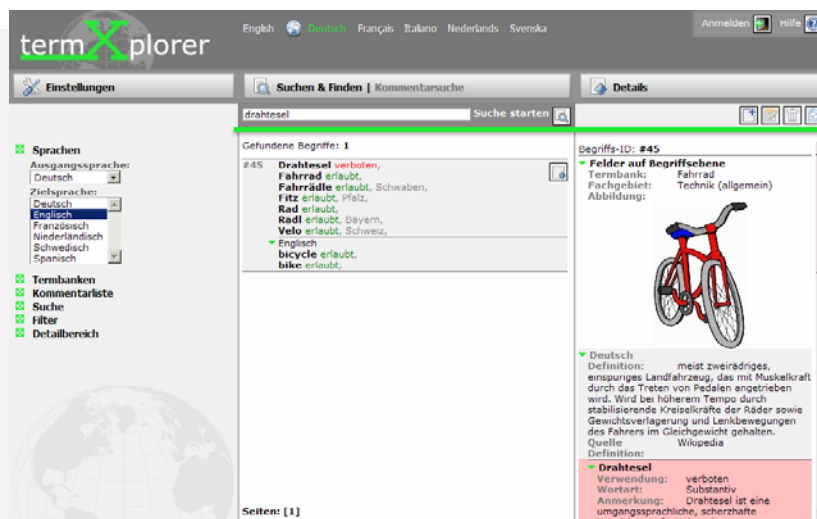 termXplorer
English Deutsch Français Italiano Nederlands Svenska
Anmelden Hilfe
Einstellungen
Suchen & Finden | Kommentarsuche
Details
drahtesel
Suche starten
Sprachen
Ausgangssprache:
Deutsch
Zielsprache:
Deutsch
Englisch
Französisch
Niederländisch
Schwedisch
Spanisch
Termbanken
Kommentarliste
Suche
Filter
Detailbereich
Gefundene Begriffe: 1
#45 Drahtesel verboten,
Fahrrad erlaubt,
Fahrrädle erlaubt, Schwaben,
Fitz erlaubt, Pfalz,
Rad erlaubt,
Radl erlaubt, Bayern,
Velo erlaubt, Schweiz,
Englisch
bicycle erlaubt,
bike erlaubt,
Seiten: [1]
Begriffs-ID: #45
Felder auf Begriffsebene
Termbank: Fahrrad
Fachgebiet: Technik (allgemein)
Abbildung:
Deutsch
Definition: meist zweirädriges,
einspuriges Landfahrzeug, das mit Muskelkraft
durch das Treten von Pedalen angetrieben
wird. Wird bei höherem Tempo durch
stabilisierende Kreiselkräfte der Räder sowie
Gewichtsverlagerung und Lenkbewegungen
des Fahrers im Gleichgewicht gehalten.
Quelle Wikipedia
Definition:
Drahtesel
Verwendung: verboten
Wortart: Substantiv
Anmerkung: Drahtesel ist eine
umgangssprachliche, scherzhafte